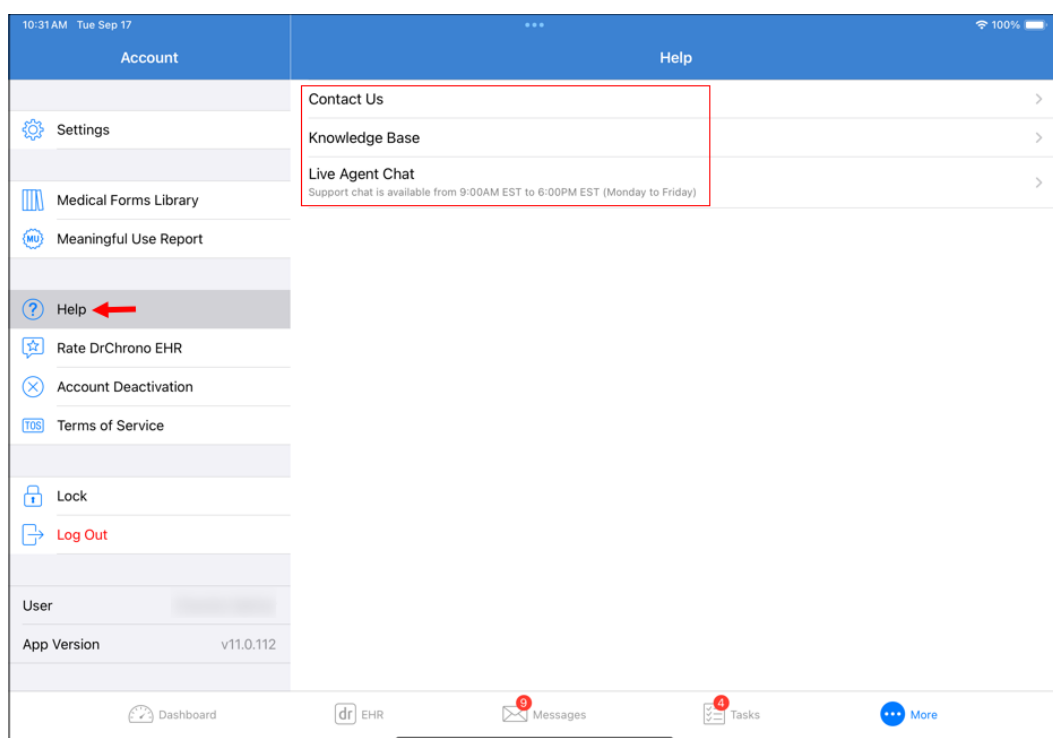 10:31 AM Tue Sep 17
100%
Account
Help
Settings
Medical Forms Library
MU
Meaningful Use Report
Help
Rate DrChrono EHR
Account Deactivation
TOS
Terms of Service
Lock
Log Out
User
App Version
v11.0.112
Contact Us
Knowledge Base
Live Agent Chat
Support chat is available from 9:00AM EST to 6:00PM EST (Monday to Friday)
Dashboard
dr
EHR
9
Messages
4
Tasks
More